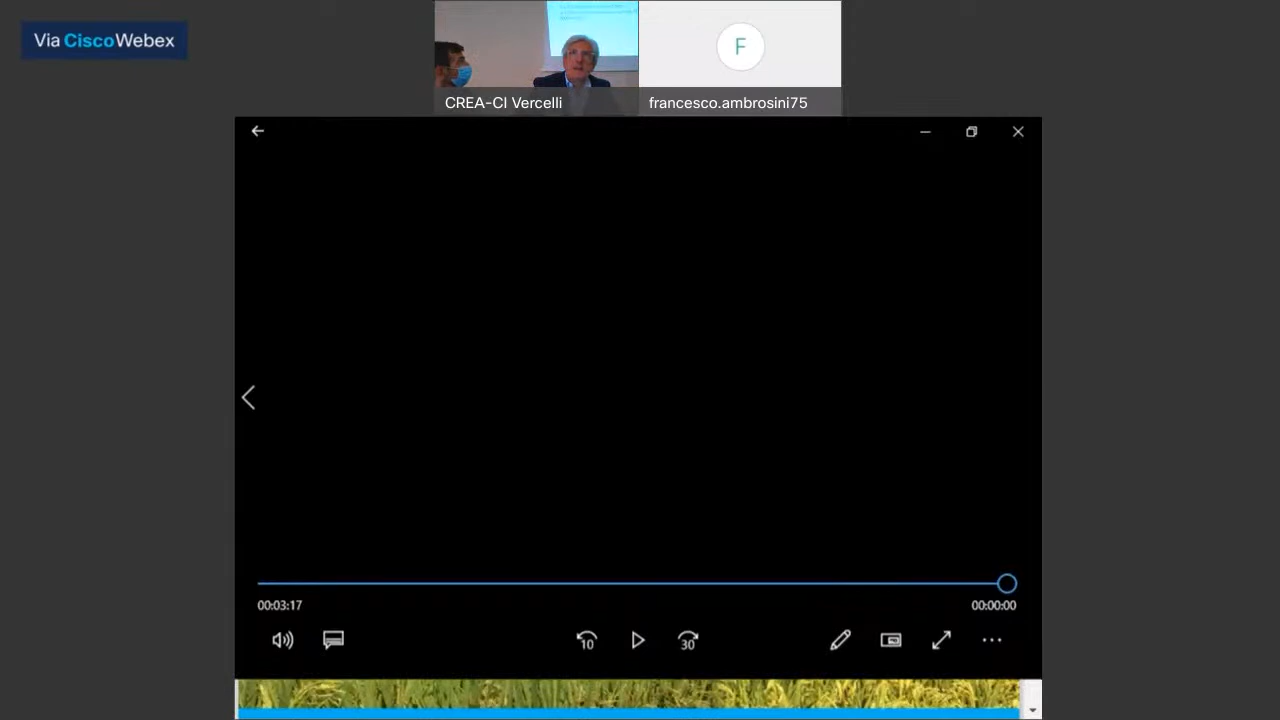 Via CiscoWebex
F
CREA-CI Vercelli
francesco.ambrosini75
00:03:17
00:00:00
10
30